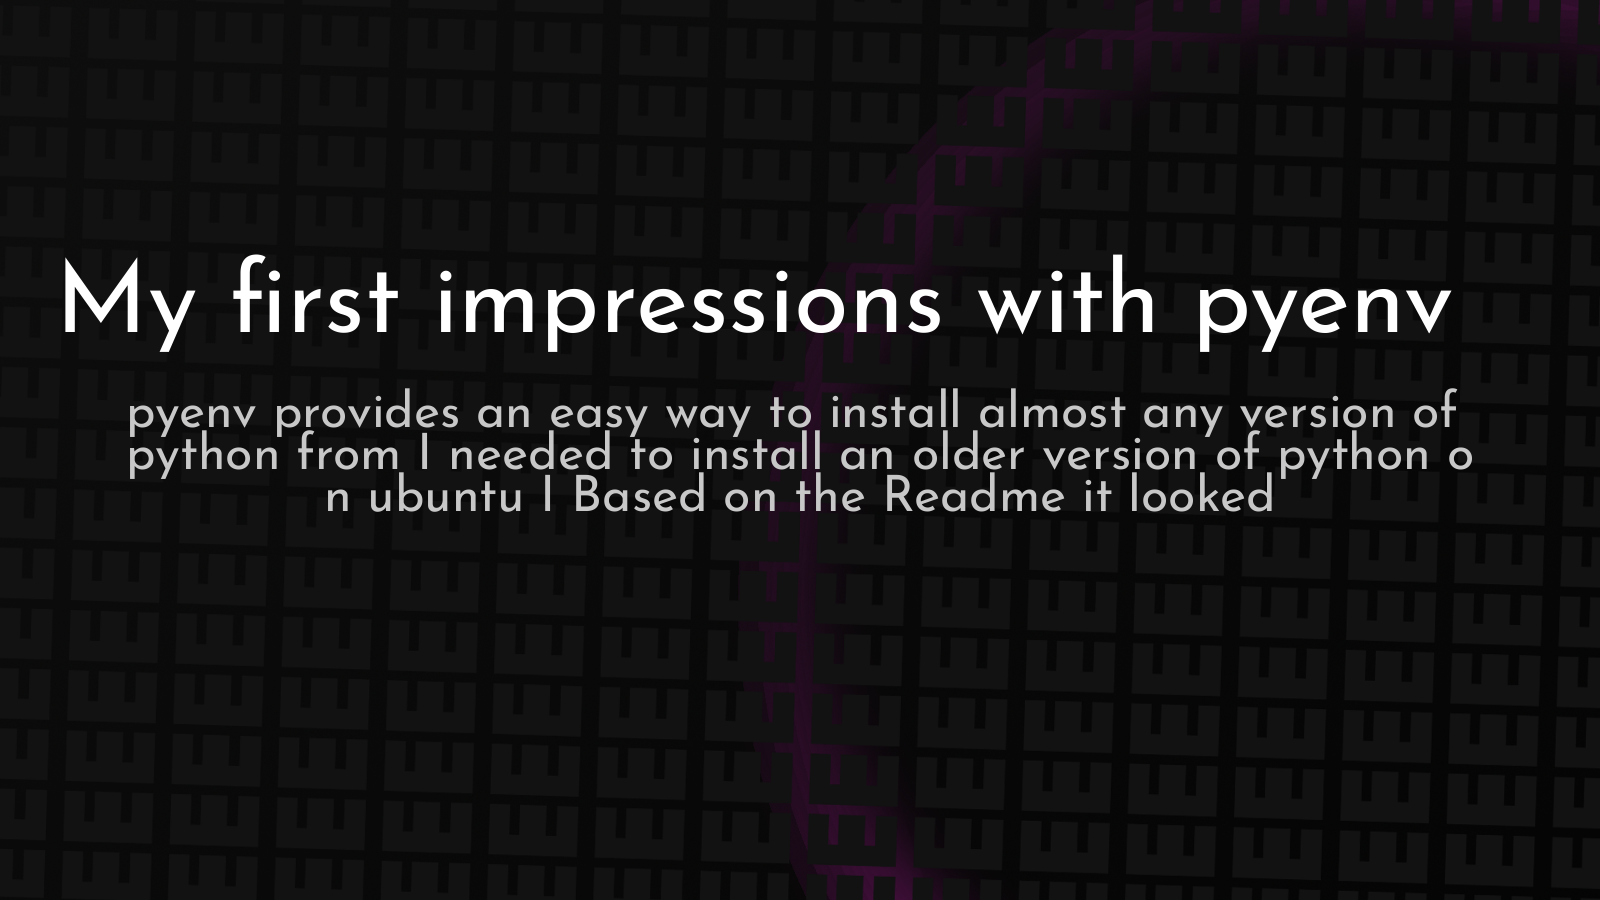 My first impressions with pyenv
pyenv provides an easy way to install almost any version of
python from I needed to install an older version of python o
n ubuntu I Based on the Readme it looked